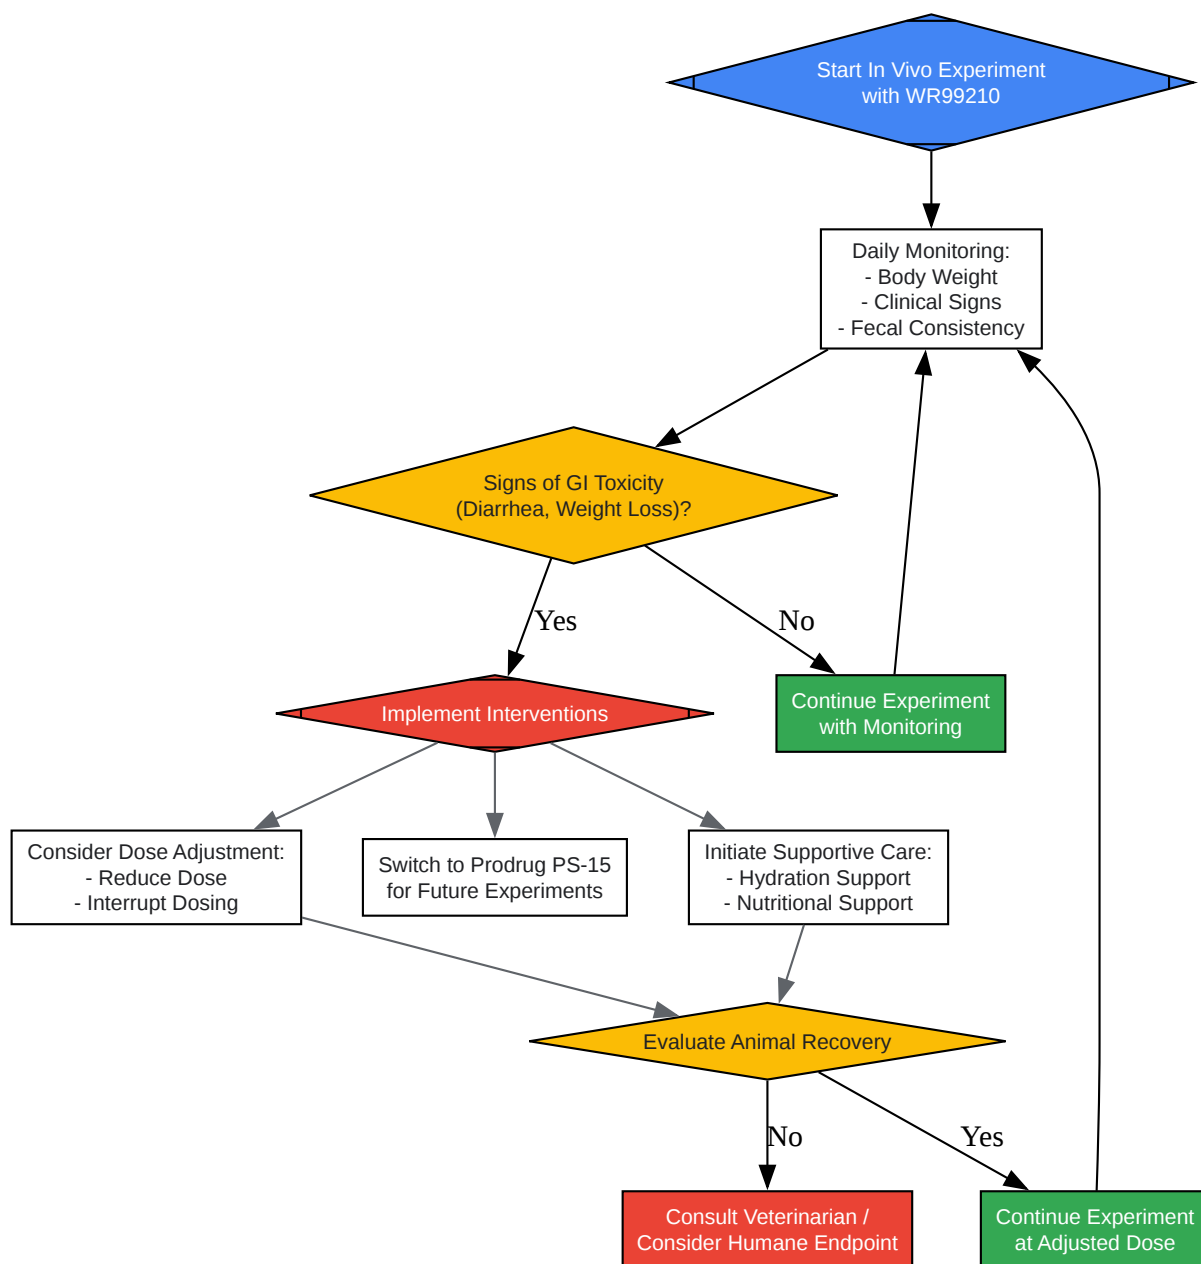 Start In Vivo Experiment
with WR99210
Daily Monitoring:
- Body Weight
- Clinical Signs
- Fecal Consistency
Signs of GI Toxicity
(Diarrhea, Weight Loss)?
Yes
No
Implement Interventions
Continue Experiment
with Monitoring
Consider Dose Adjustment:
- Reduce Dose
- Interrupt Dosing
Switch to Prodrug PS-15
for Future Experiments
Initiate Supportive Care:
- Hydration Support
- Nutritional Support
Evaluate Animal Recovery
No
Yes
Consult Veterinarian /
Consider Humane Endpoint
Continue Experiment
at Adjusted Dose